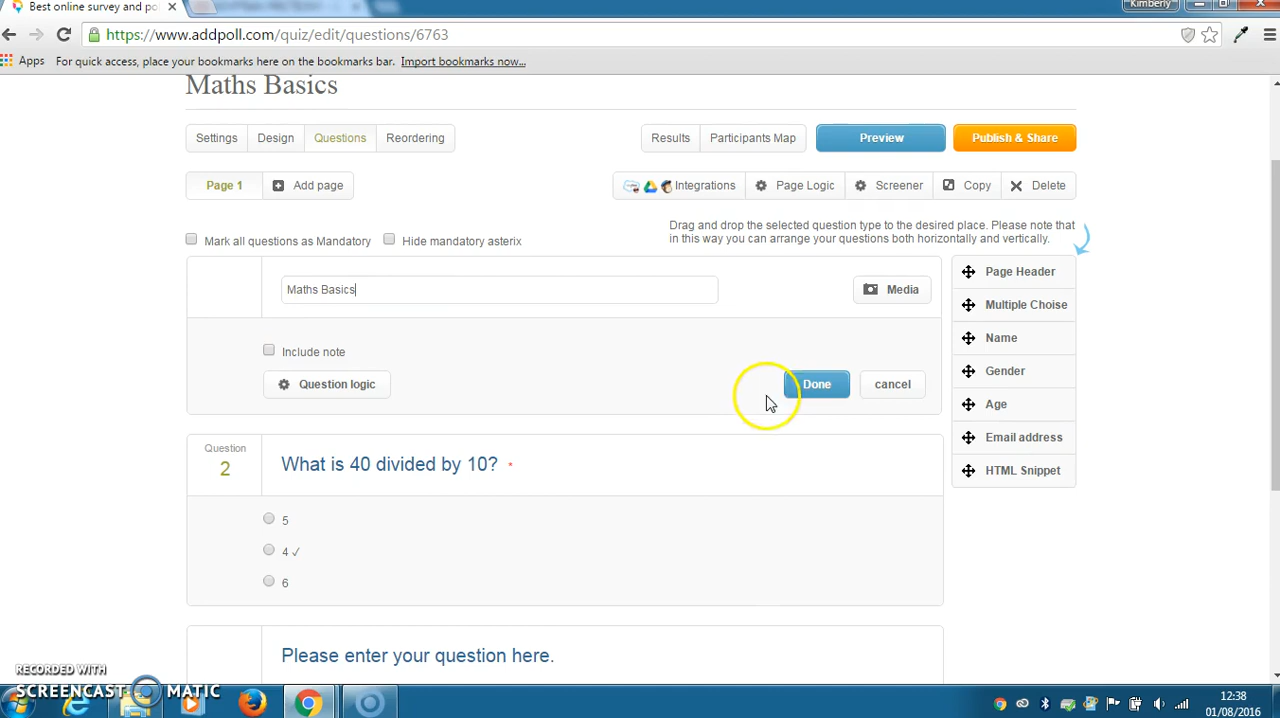 Best online survey and po
Kimberly
https://www.addpoll.com/quiz/edit/questions/6763
Apps For quick access, place your bookmarks here on the bookmarks bar. Import bookmarks now...
Maths Basics
Settings Design Questions Reordering Results Participants Map Preview Publish & Share
Page 1 Add page Integrations Page Logic Screener Copy Delete
Drag and drop the selected question type to the desired place. Please note that
in this way you can arrange your questions both horizontally and vertically.
Mark all questions as Mandatory Hide mandatory asterix
Maths Basics
Media
Include note
Question logic
Done cancel
Page Header
Multiple Choise
Name
Gender
Age
Email address
HTML Snippet
Question
2
What is 40 divided by 10? *
5
4 ✓
6
Please enter your question here.
RECORDED WITH
SCREENCAST MATIC
12:38
01/08/2016